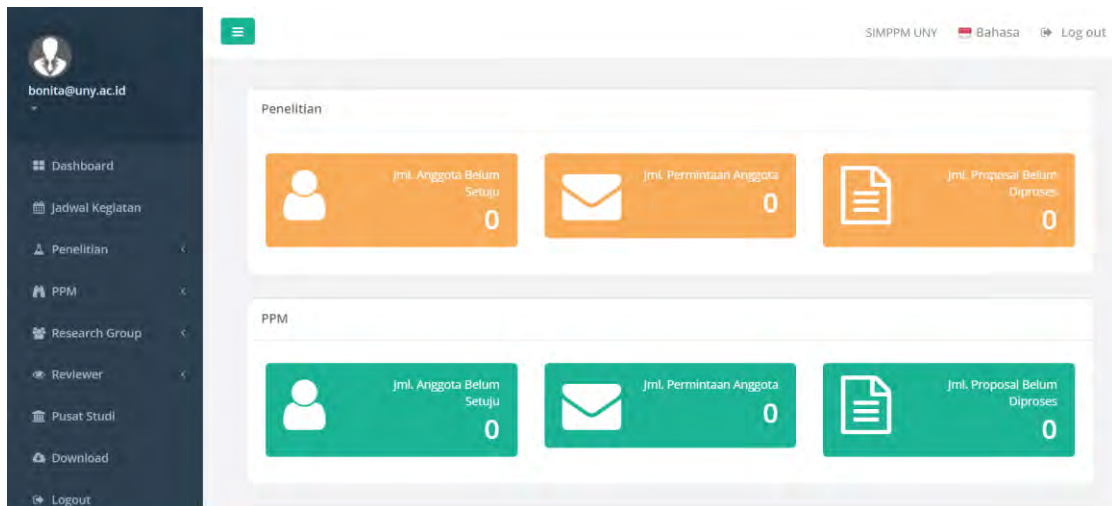 bonita@uny.ac.id
Dashboard
Jadwal Kegiatan
Penelitian
PPM
Research Group
Reviewer
Pusat Studi
Download
Logout
SIMPPM UNY Bahasa Log out
Penelitian
Jml. Anggota Belum
Setuju
0
Jml. Permintaan Anggota
0
Jml. Proposal Belum
Diproses
0
PPM
Jml. Anggota Belum
Setuju
0
Jml. Permintaan Anggota
0
Jml. Proposal Belum
Diproses
0